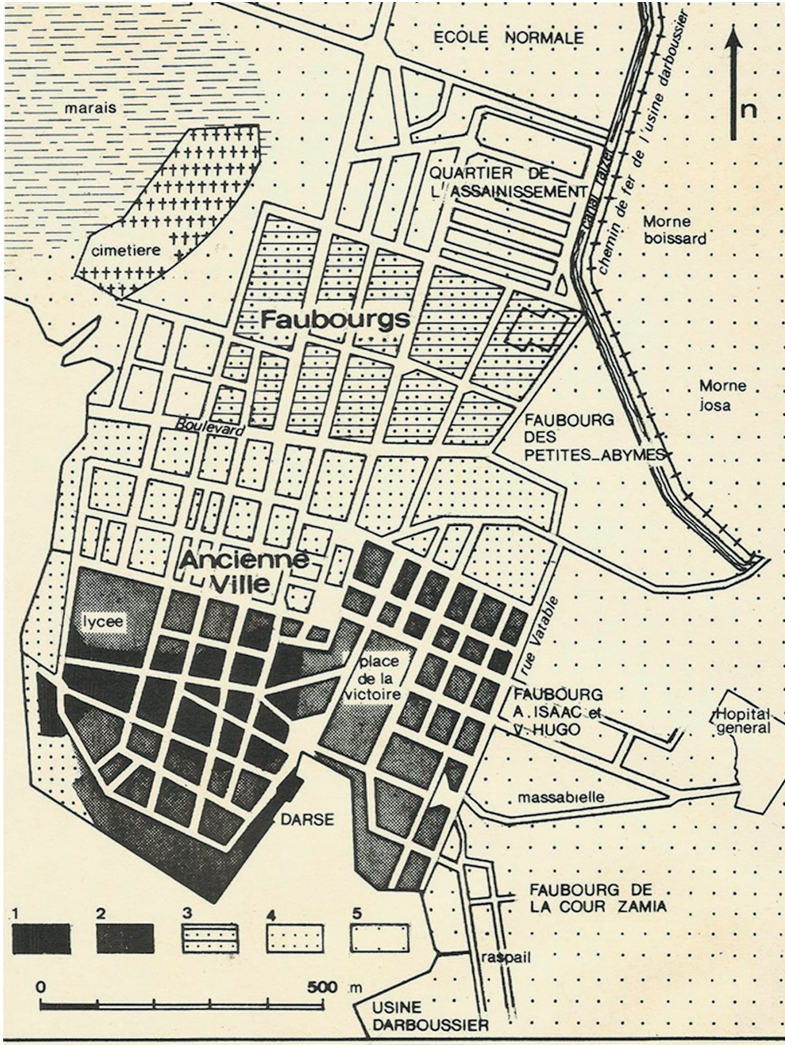 ECOLE NORMALE
chemin de fer de l'usine darboussier
n
marais
canal raizet
QUARTIER DE
L'ASSAINISSEMENT
Morne
boissard
cimetiere
Faubourgs
Morne
josa
Boulevard
FAUBOURG
DES
PETITES_ABYMES
Ancienne
Ville
lycee
rue Vatable
place
de la
victoire
FAUBOURG
A. ISAAC et
V. HUGO
Hopital
general
massabielle
DARSE
FAUBOURG DE
LA COUR ZAMIA
1 2 3 4 5
raspail
0 500 m
USINE
DARBOUSSIER